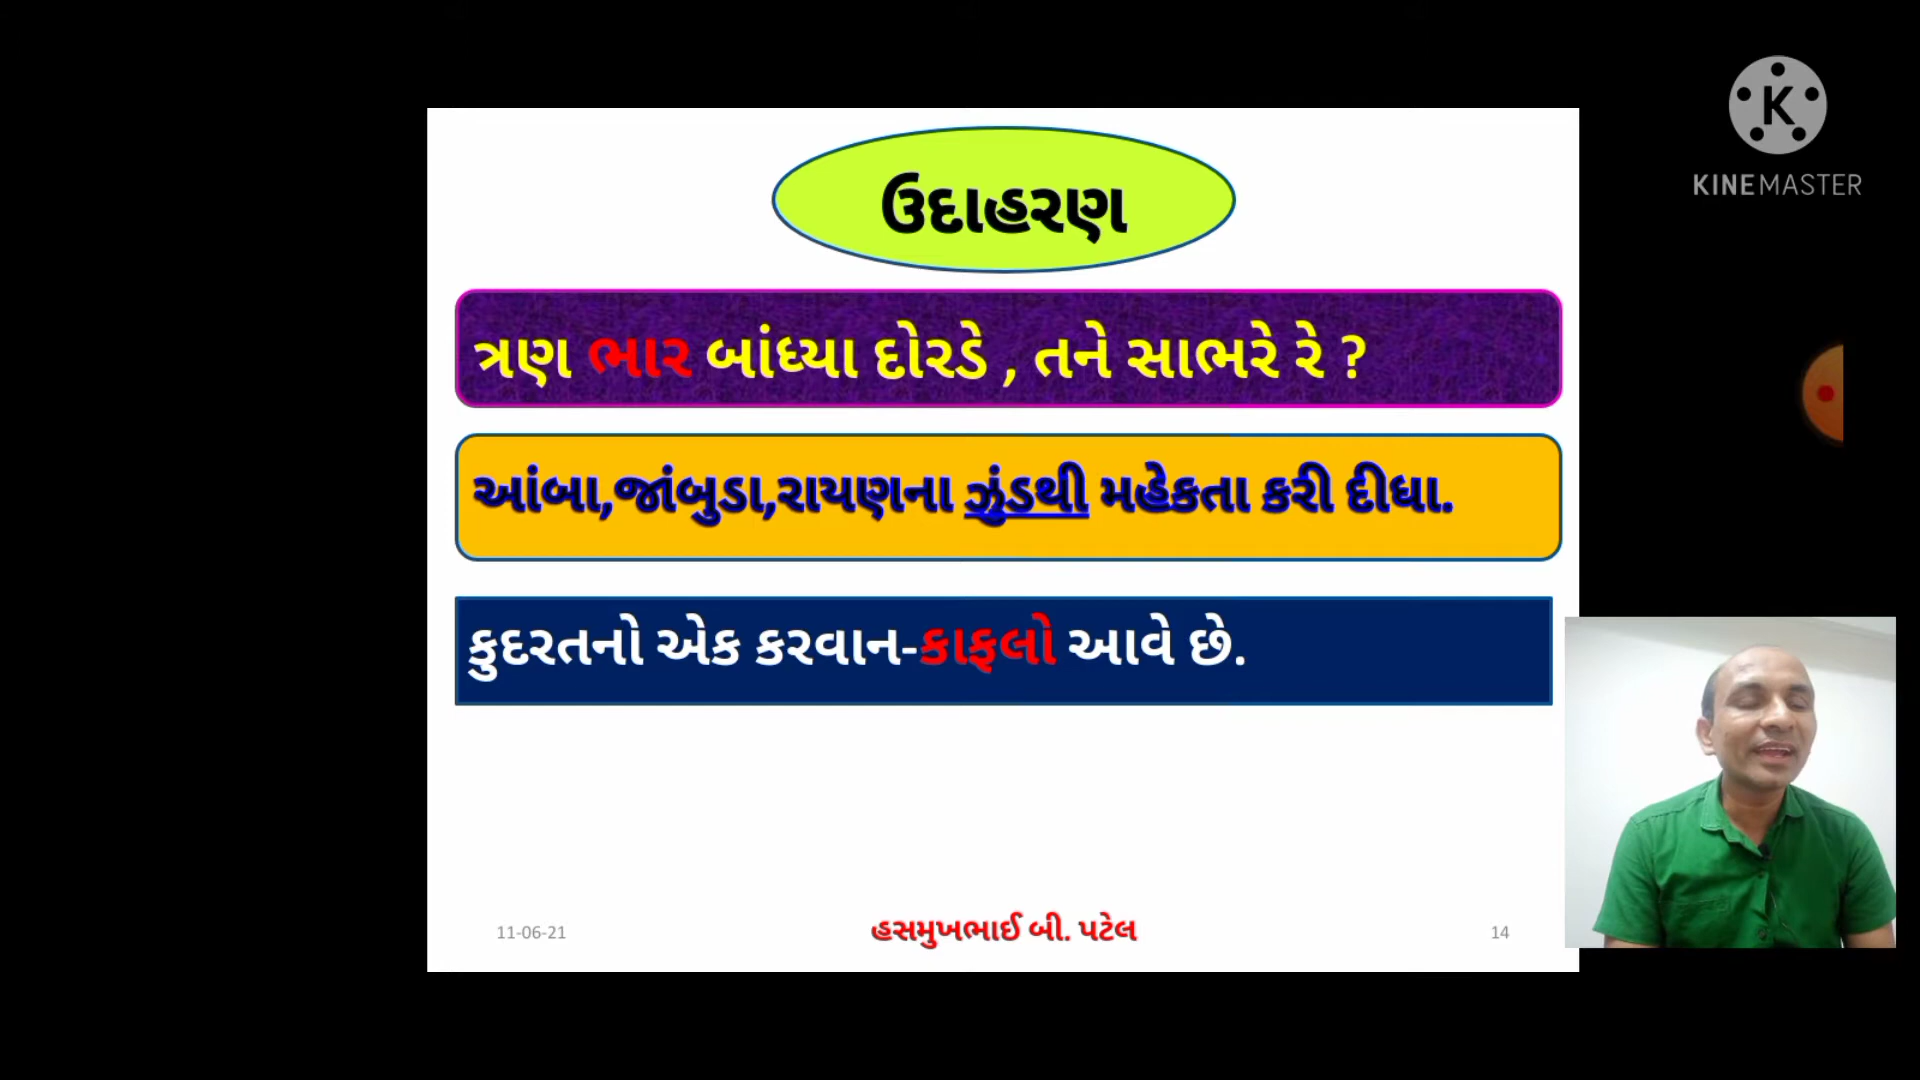 KINEMASTER
ઉદાહરણ
ત્રણ ભાર બાંધ્યા દોરડે , તને સાભરે રે ?
આંબા,જાંબુડા,રાયણના ઝુંડથી મહેકતા કરી દીધા.
કુદરતનો એક કરવાન-કાફલો આવે છે.
11-06-21
હસમુખભાઈ બી. પટેલ
14